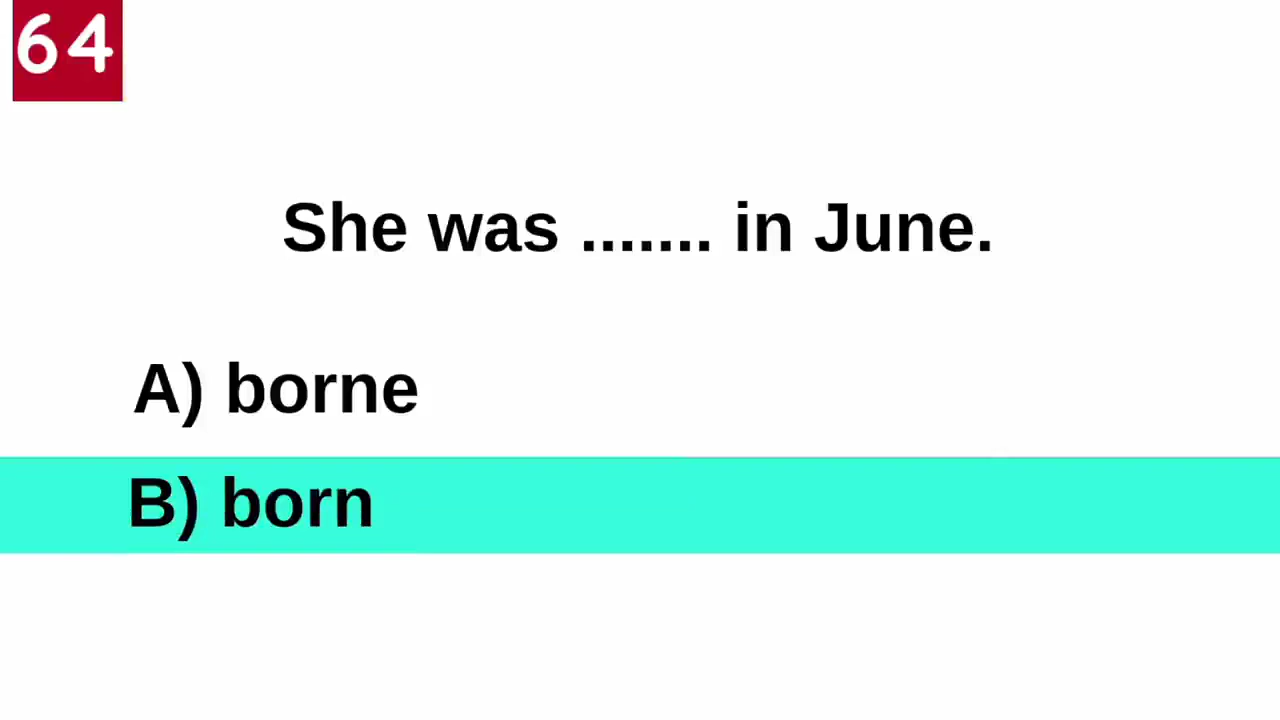 64
She was ....... in June.
A) borne
B) born